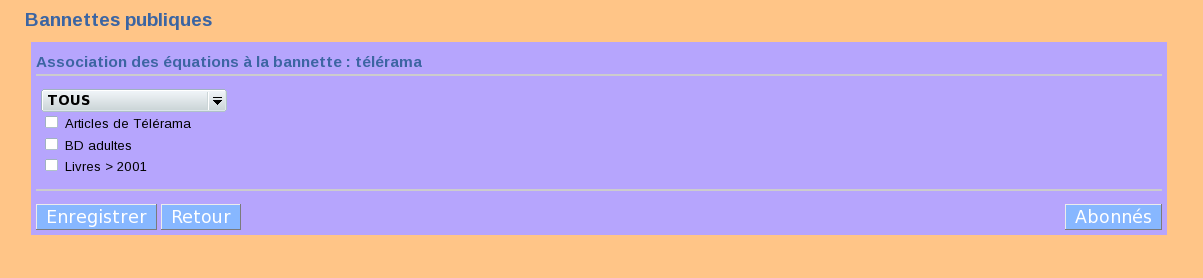 Bannettes publiques
Association des équations à la bannette : télérama
TOUS
Articles de Télérama
BD adultes
Livres > 2001
Enregistrer Retour Abonnés